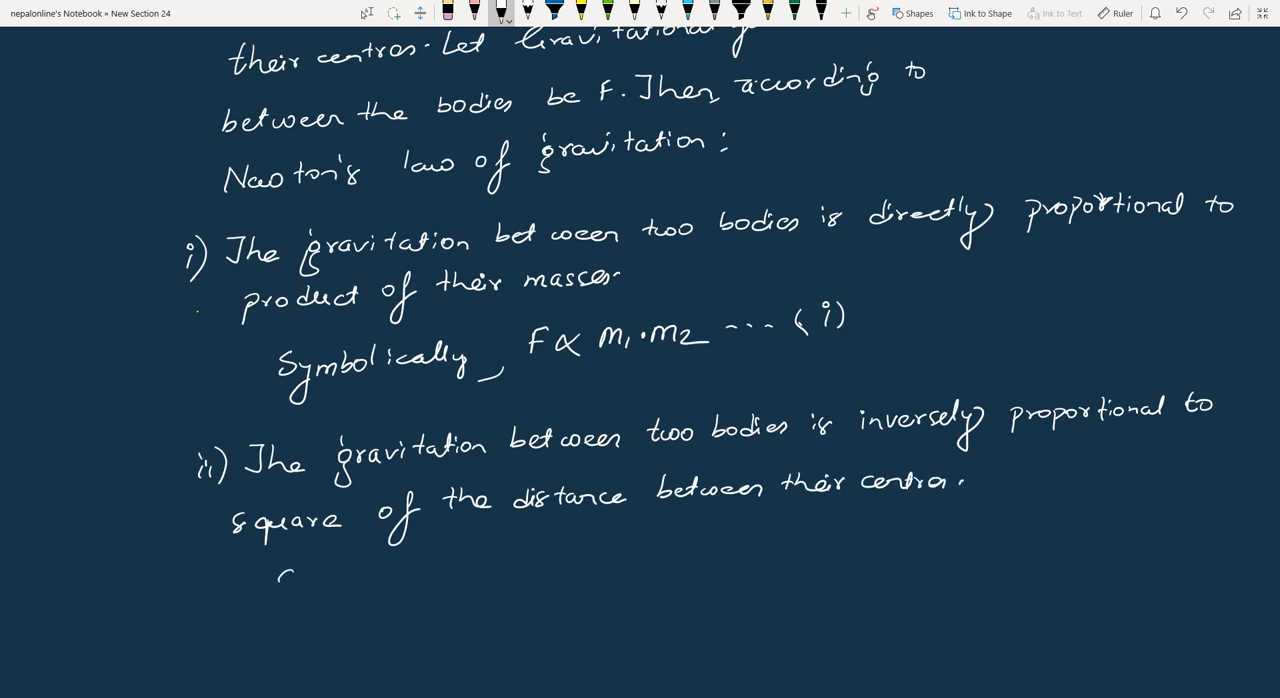 nepalonline's Notebook » New Section 24
Shapes Ink to Shape Ink to Text Ruler
their centres. Let Gravitational
between the bodies be F. Then, according to
Newton's law of gravitation:
i) The gravitation between two bodies is directly proportional to
product of their masses.
Symbolically, F∝ m₁.m₂ ---- (i)
ii) The gravitation between two bodies is inversely proportional to
square of the distance between their centres.